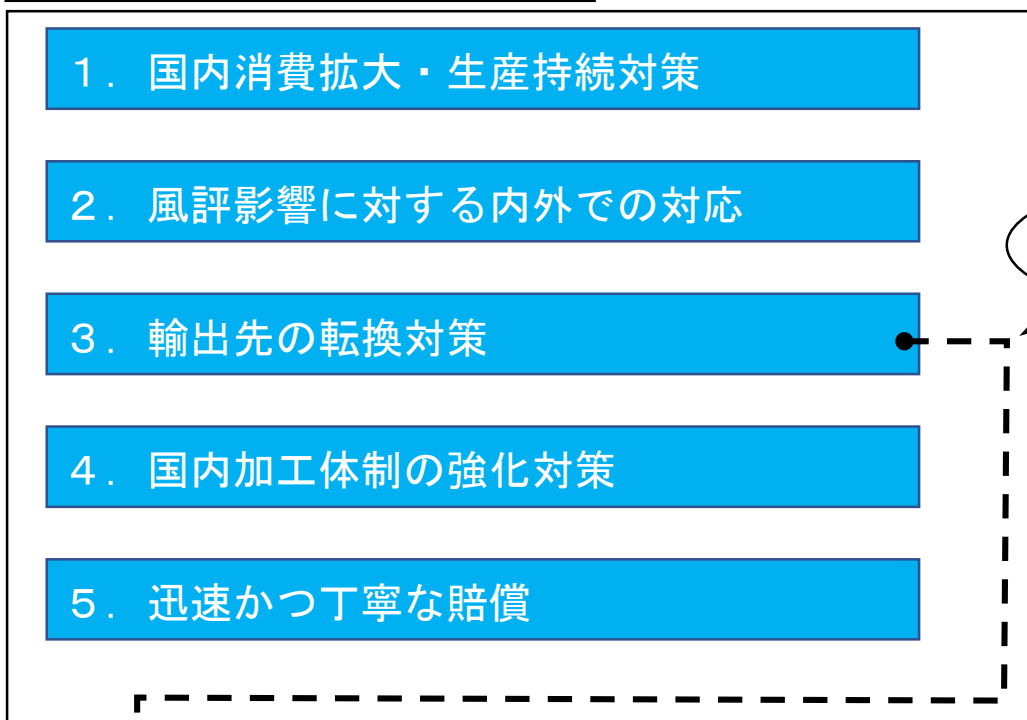 １．国内消費拡大・生産持続対策
２．風評影響に対する内外での対応
３．輸出先の転換対策
４．国内加工体制の強化対策
５．迅速かつ丁寧な賠償